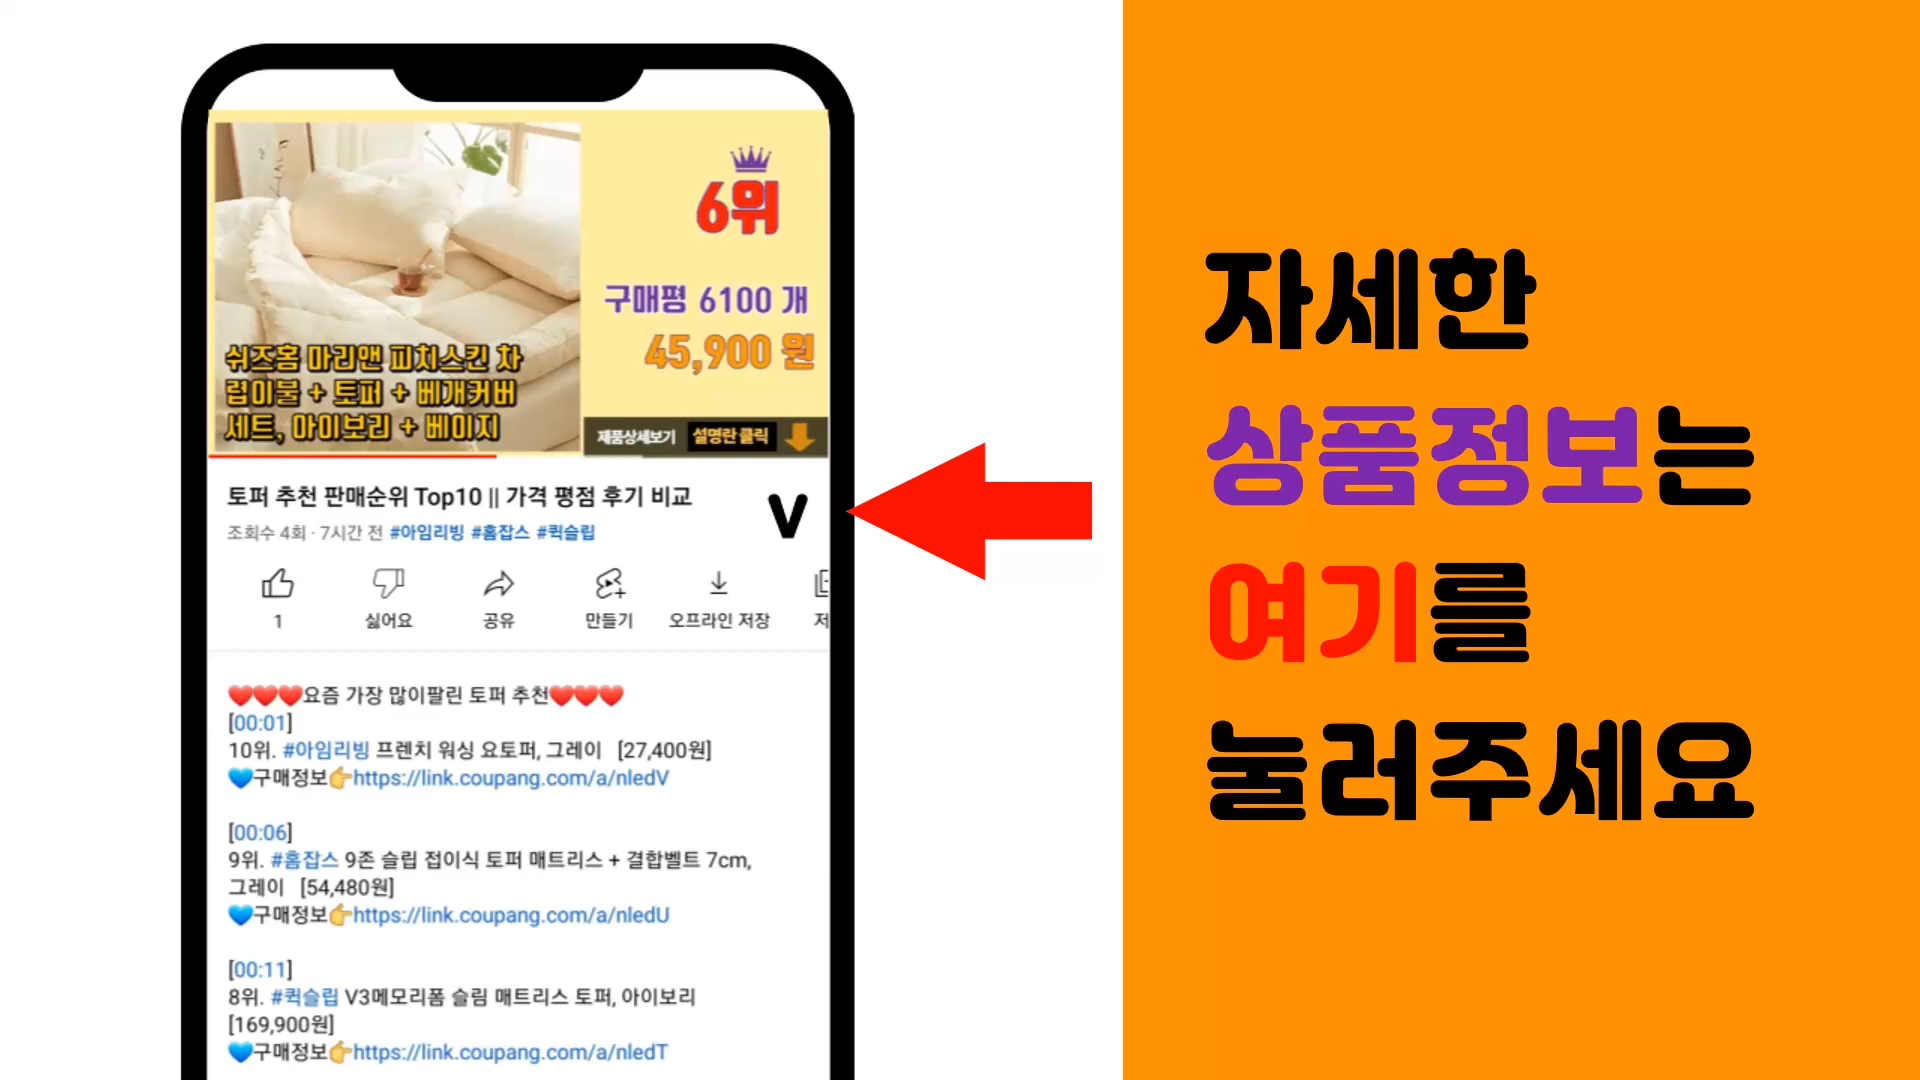 6위
구매평 6100 개
45,900 원
쉬즈홈 마리앤 피치스킨 차
렵이불 + 토퍼 + 베개커버
세트, 아이보리 + 베이지
제품상세보기 설명란 클릭
토퍼 추천 판매순위 Top10 || 가격 평점 후기 비교
V
조회수 4회 · 7시간 전 #아임리빙 #홈잡스 #퀵슬립
1 싫어요 공유 만들기 오프라인 저장 저
❤❤❤요즘 가장 많이팔린 토퍼 추천❤❤❤
[00:01]
10위. #아임리빙 프렌치 워싱 요토퍼, 그레이 [27,400원]
💙구매정보👉https://link.coupang.com/a/nledV
[00:06]
9위. #홈잡스 9존 슬립 접이식 토퍼 매트리스 + 결합벨트 7cm,
그레이 [54,480원]
💙구매정보👉https://link.coupang.com/a/nledU
[00:11]
8위. #퀵슬립 V3메모리폼 슬림 매트리스 토퍼, 아이보리
[169,900원]
💙구매정보👉https://link.coupang.com/a/nledT
자세한
상품정보는
여기를
눌러주세요